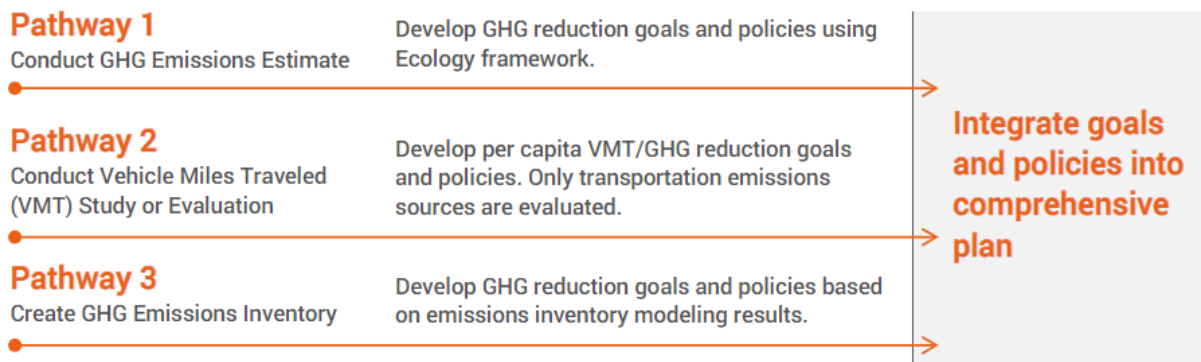 Pathway 1
Conduct GHG Emissions Estimate
Develop GHG reduction goals and policies using
Ecology framework.
Pathway 2
Conduct Vehicle Miles Traveled
(VMT) Study or Evaluation
Develop per capita VMT/GHG reduction goals
and policies. Only transportation emissions
sources are evaluated.
Pathway 3
Create GHG Emissions Inventory
Develop GHG reduction goals and policies based
on emissions inventory modeling results.
Integrate goals
and policies into
comprehensive
plan